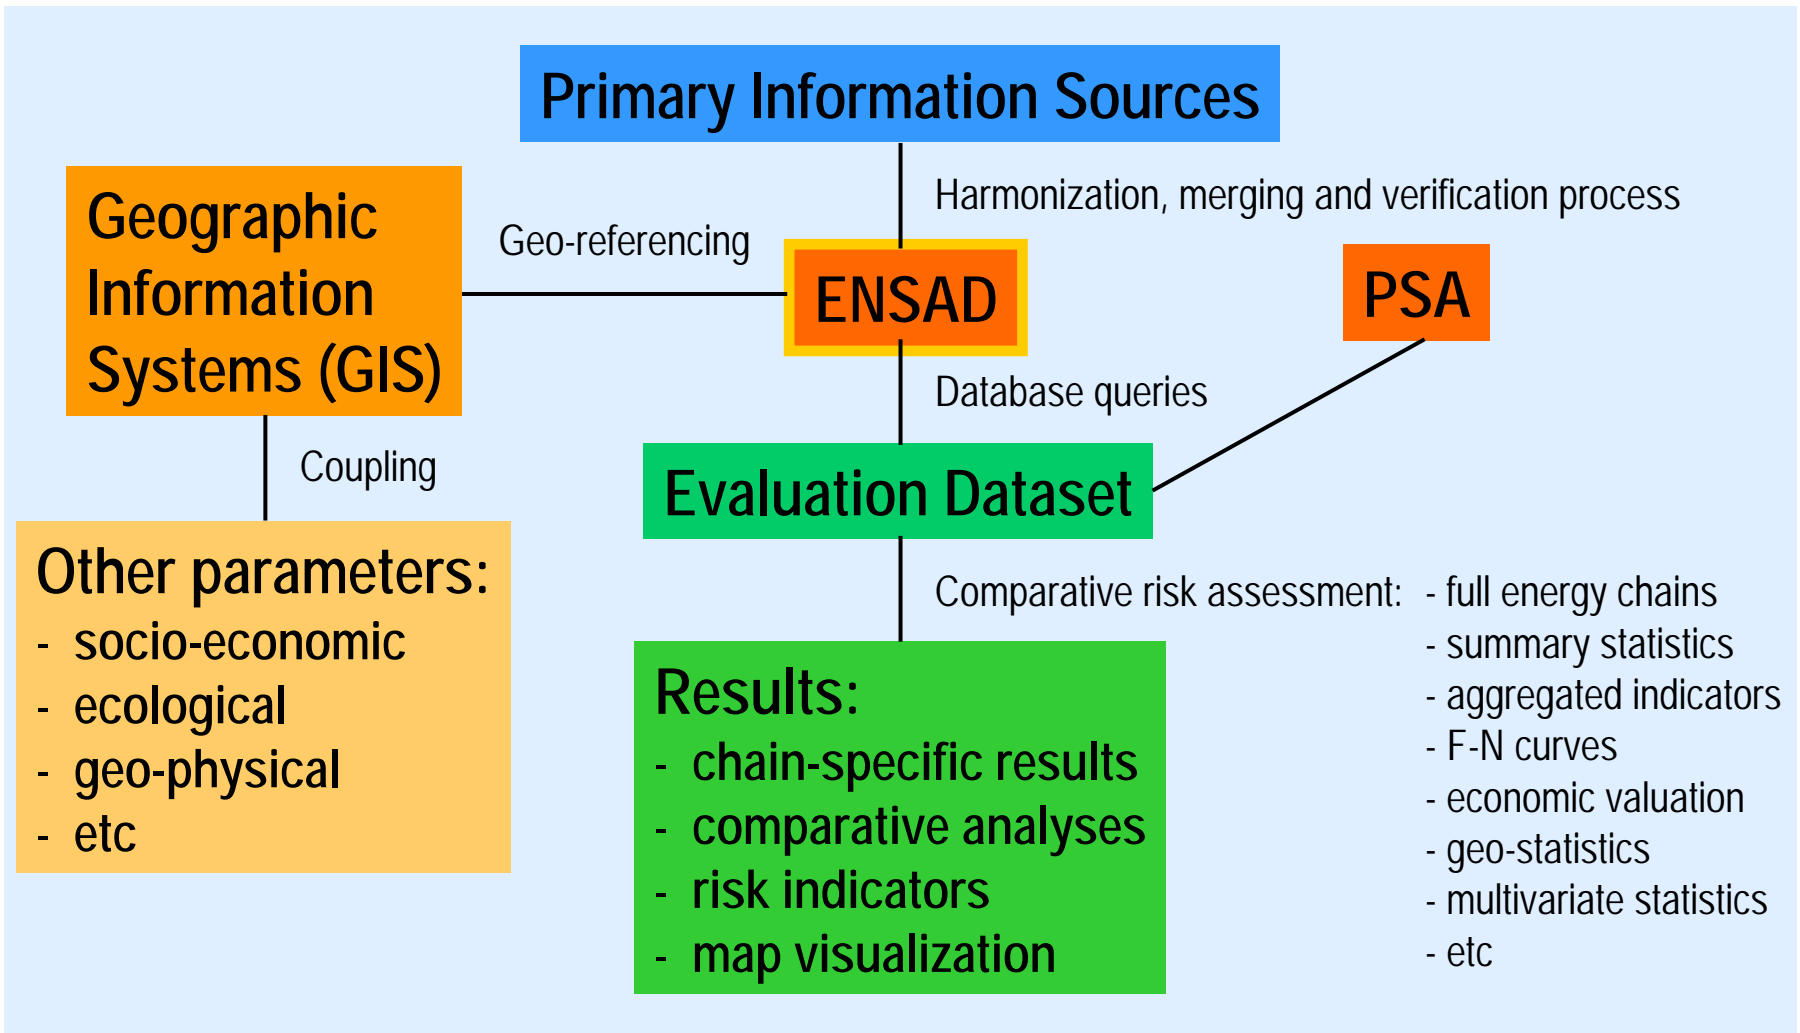 Primary Information Sources
Harmonization, merging and verification process
Geographic
Information
Systems (GIS)
Geo-referencing
ENSAD
PSA
Database queries
Coupling
Evaluation Dataset
Other parameters:
- socio-economic
- ecological
- geo-physical
- etc
Comparative risk assessment:
- full energy chains
- summary statistics
- aggregated indicators
- F-N curves
- economic valuation
- geo-statistics
- multivariate statistics
- etc
Results:
- chain-specific results
- comparative analyses
- risk indicators
- map visualization